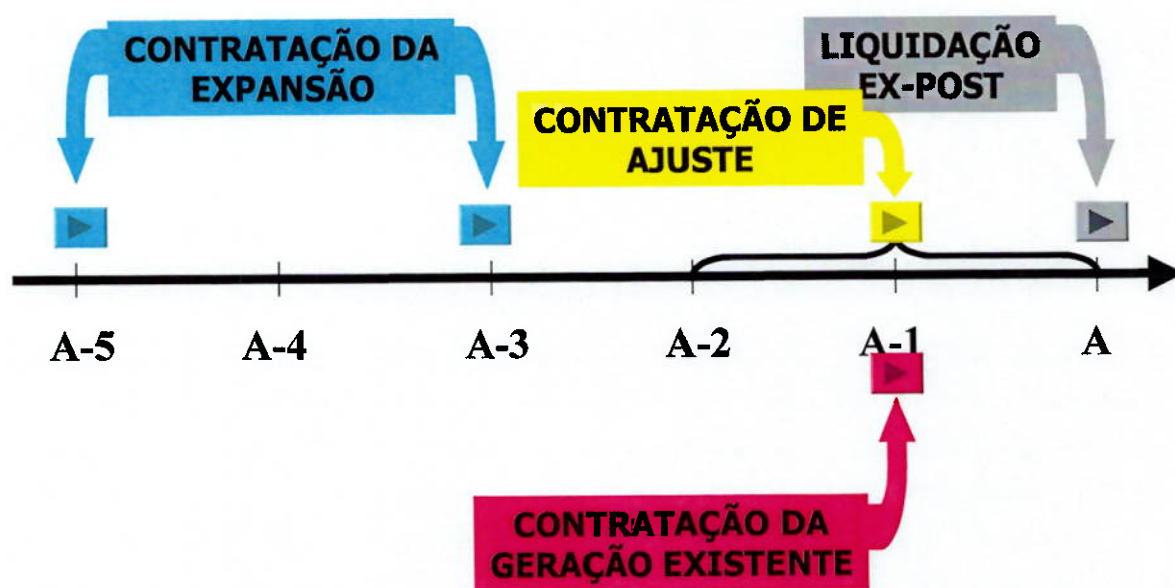 CONTRATAÇÃO DA
EXPANSÃO
LIQUIDAÇÃO
EX-POST
CONTRATAÇÃO DE
AJUSTE
A-5
A-4
A-3
A-2
A-1
A
CONTRATAÇÃO DA
GERAÇÃO EXISTENTE